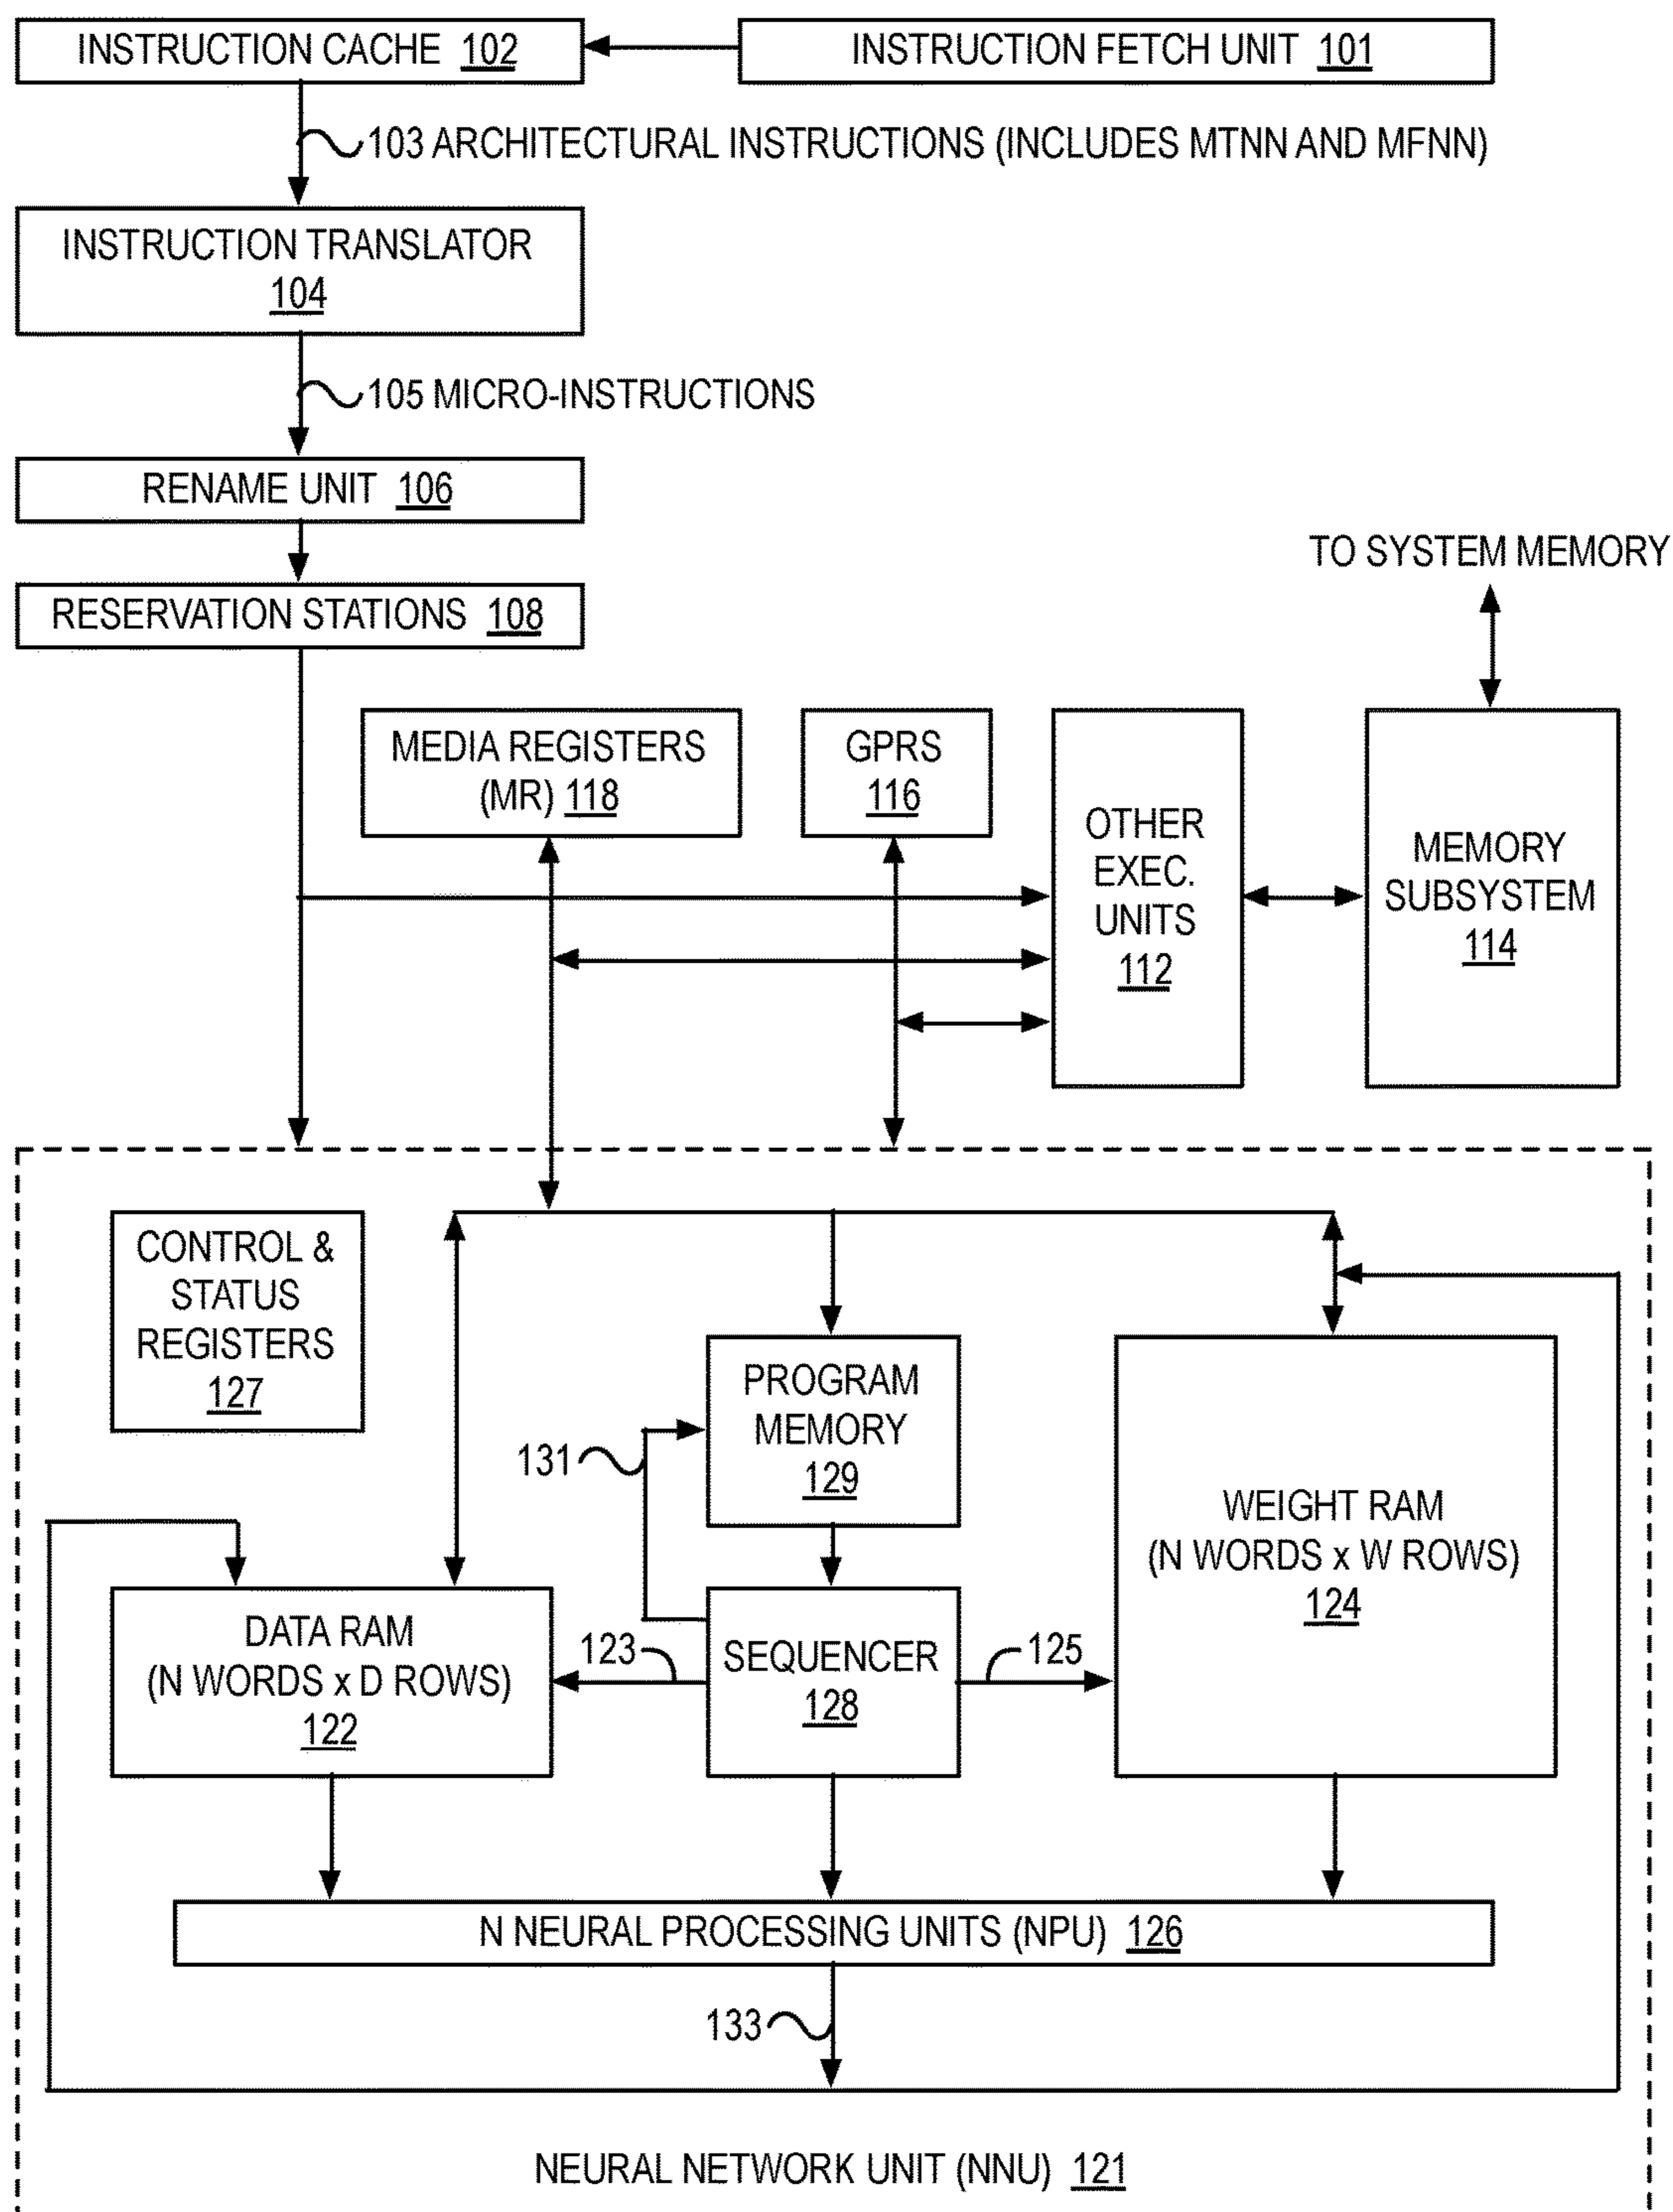 INSTRUCTION CACHE 102
INSTRUCTION FETCH UNIT 101
103 ARCHITECTURAL INSTRUCTIONS (INCLUDES MTNN AND MFNN)
INSTRUCTION TRANSLATOR
104
105 MICRO-INSTRUCTIONS
RENAME UNIT 106
TO SYSTEM MEMORY
RESERVATION STATIONS 108
MEDIA REGISTERS
(MR) 118
GPRS
116
OTHER
EXEC.
UNITS
112
MEMORY
SUBSYSTEM
114
CONTROL &
STATUS
REGISTERS
127
PROGRAM
MEMORY
129
131
WEIGHT RAM
(N WORDS x W ROWS)
124
DATA RAM
(N WORDS x D ROWS)
122
123
SEQUENCER
128
125
N NEURAL PROCESSING UNITS (NPU) 126
133
NEURAL NETWORK UNIT (NNU) 121